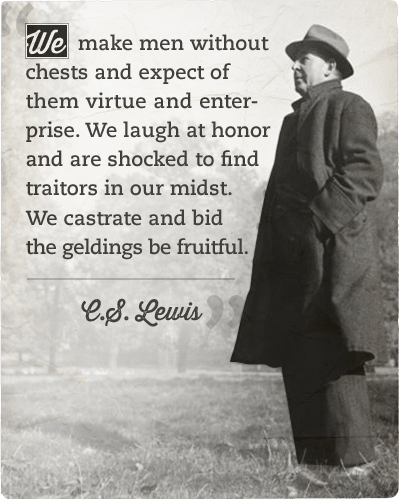 We make men without
chests and expect of
them virtue and enter-
prise. We laugh at honor
and are shocked to find
traitors in our midst.
We castrate and bid
the geldings be fruitful.
C.S. Lewis